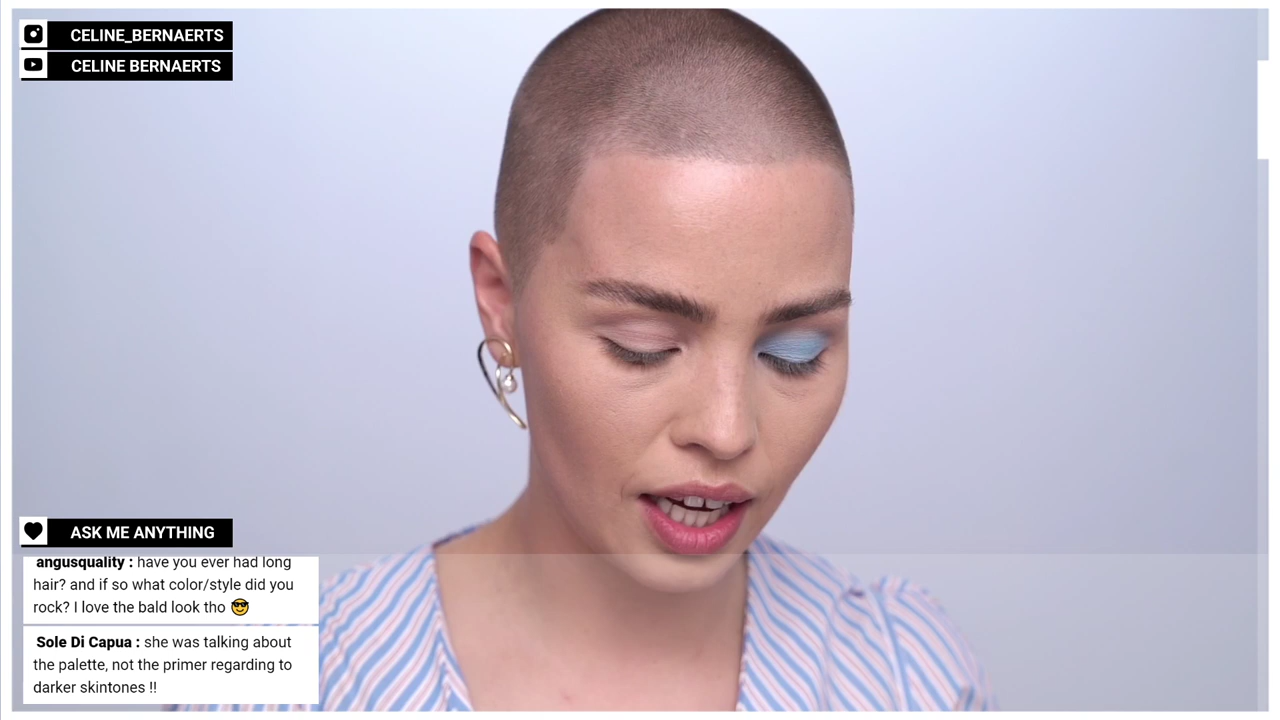 CELINE_BERNAERTS
CELINE BERNAERTS
ASK ME ANYTHING
angusquality : have you ever had long
hair? and if so what color/style did you
rock? I love the bald look tho 😎
Sole Di Capua : she was talking about
the palette, not the primer regarding to
darker skintones !!